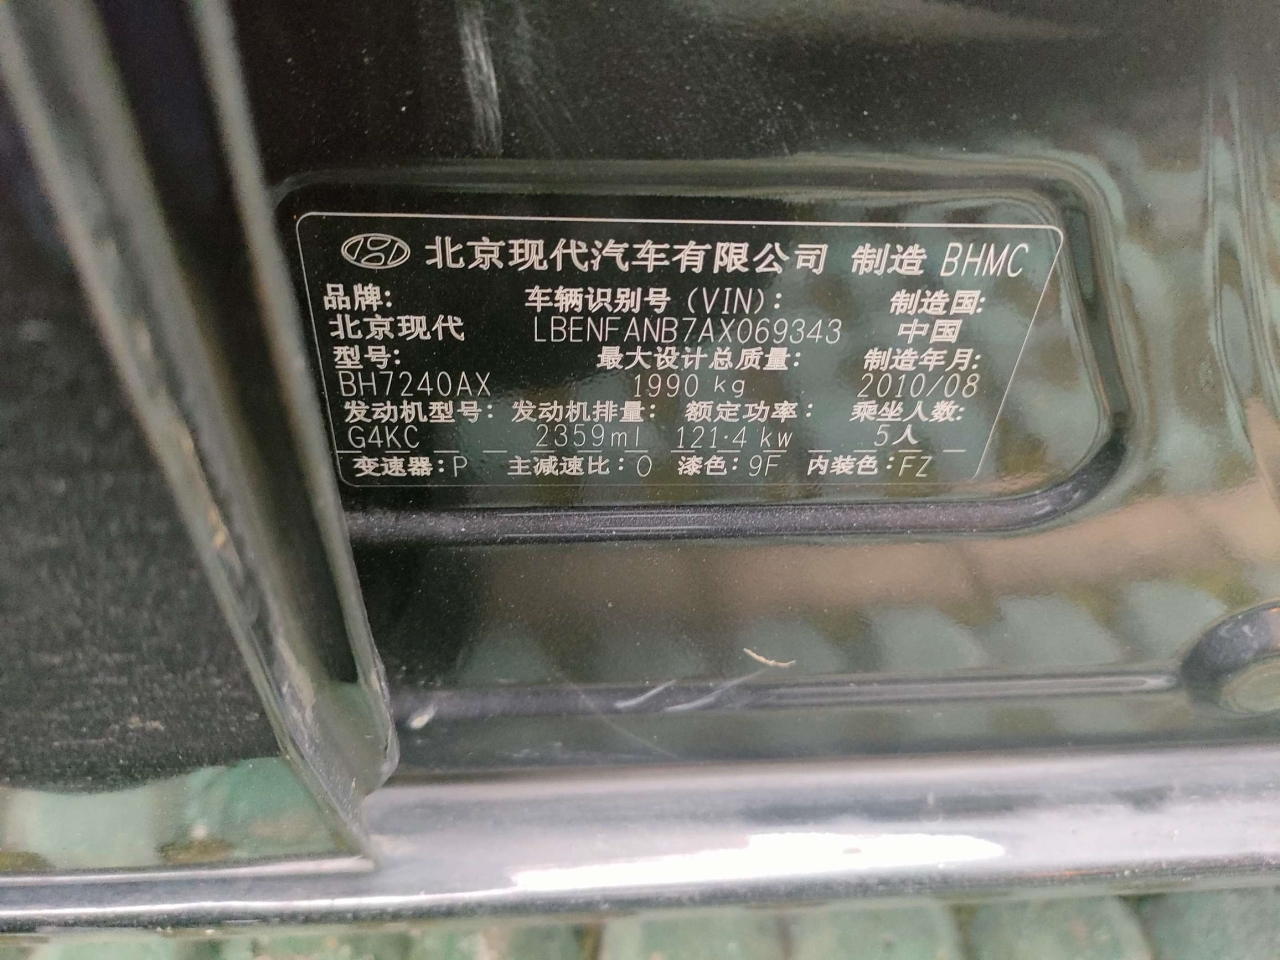 北京现代汽车有限公司 制造 BHMC
品牌: 车辆识别号 (VIN): 制造国:
北京现代 LBENFANB7AX069343 中国
型号: 最大设计总质量: 制造年月:
BH7240AX 1990 kg 2010/08
发动机型号: 发动机排量: 额定功率: 乘坐人数:
G4KC 2359ml 121.4 kw 5人
变速器:P 主减速比:O 漆色:9F 内装色:FZ